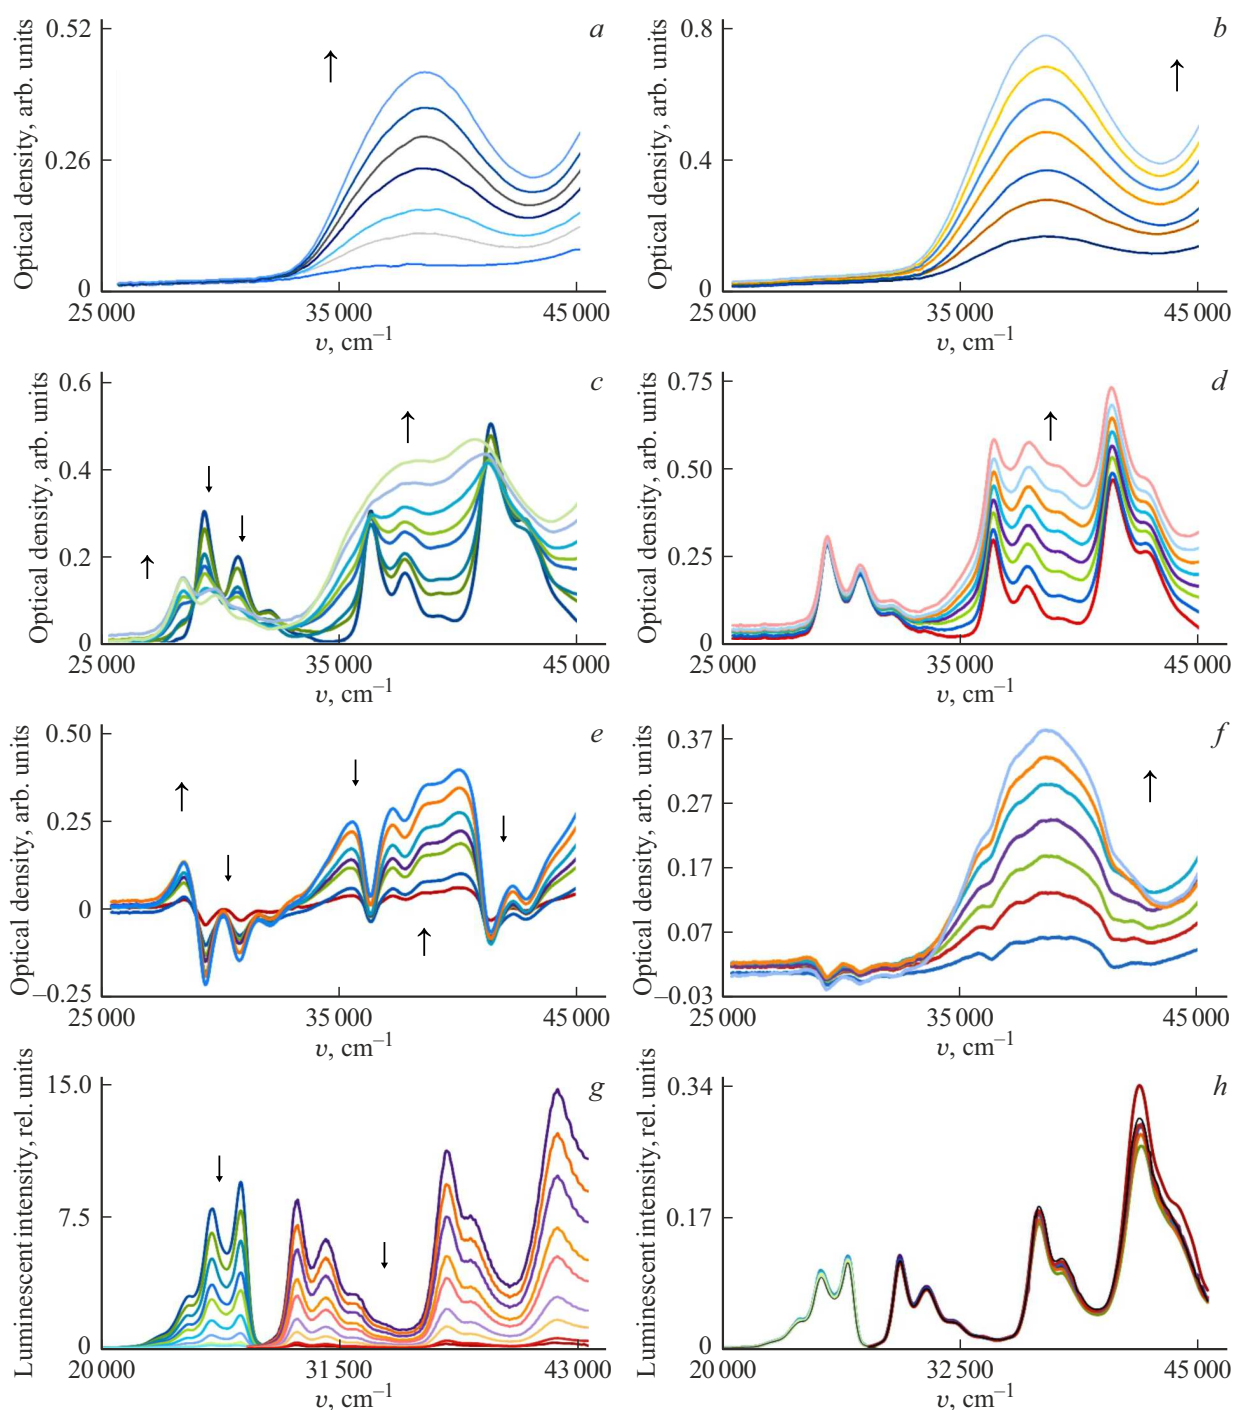 a
Optical density, arb. units
0.52
0.26
0
25 000 35 000 45 000
υ, cm⁻¹
b
Optical density, arb. units
0.8
0.4
0
25 000 35 000 45 000
υ, cm⁻¹
c
Optical density, arb. units
0.6
0.4
0.2
0
25 000 35 000 45 000
υ, cm⁻¹
d
Optical density, arb. units
0.75
0.50
0.25
0
25 000 35 000 45 000
υ, cm⁻¹
e
Optical density, arb. units
0.50
0.25
0
–0.25
25 000 35 000 45 000
υ, cm⁻¹
f
Optical density, arb. units
0.37
0.27
0.17
0.07
–0.03
25 000 35 000 45 000
υ, cm⁻¹
g
Luminescent intensity, rel. units
15.0
7.5
0
20 000 31 500 43 000
υ, cm⁻¹
h
Luminescent intensity, rel. units
0.34
0.17
0
20 000 32 500 45 000
υ, cm⁻¹